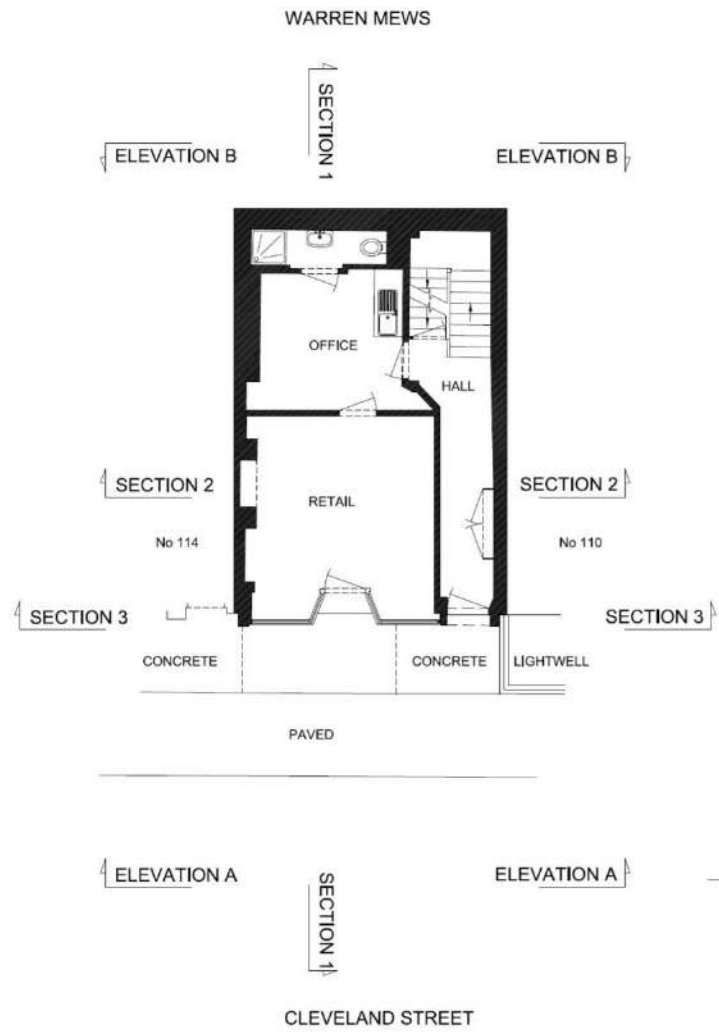 WARREN MEWS
SECTION 1
ELEVATION B
ELEVATION B
OFFICE
HALL
SECTION 2
SECTION 2
RETAIL
No 114
No 110
SECTION 3
SECTION 3
CONCRETE
CONCRETE
LIGHTWELL
PAVED
ELEVATION A
ELEVATION A
SECTION 1
CLEVELAND STREET